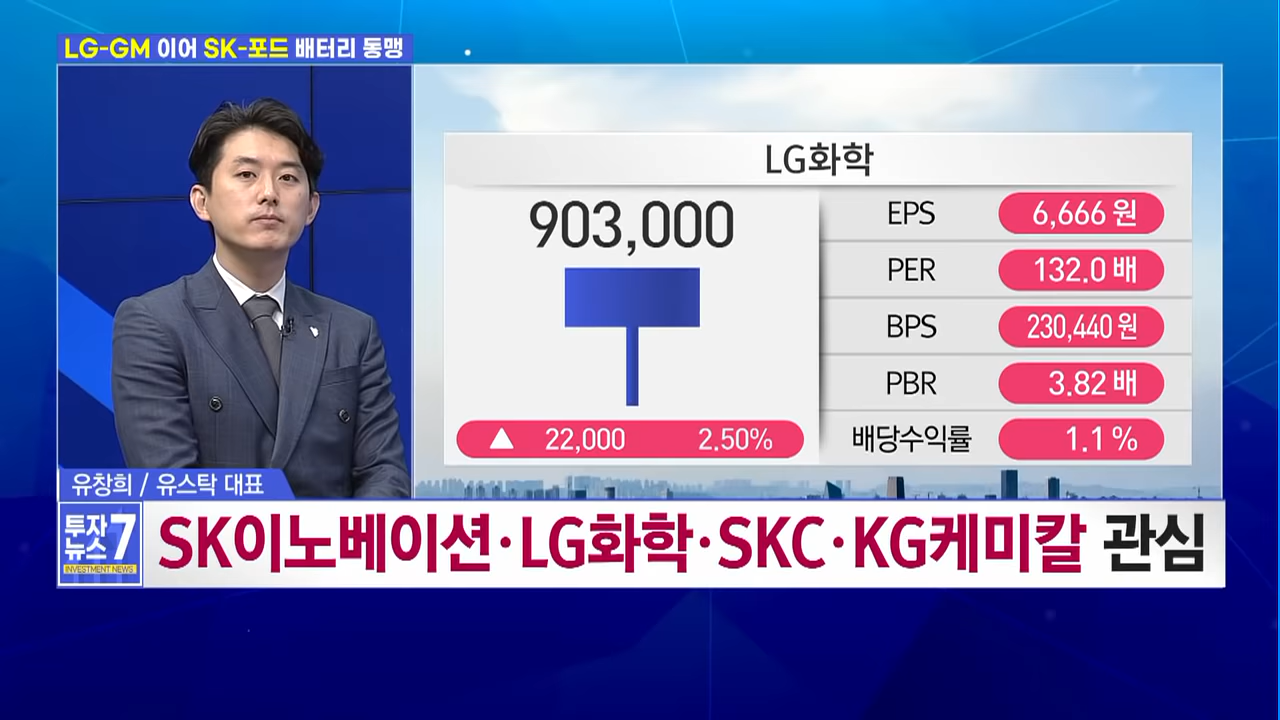 LG-GM 이어 SK-포드 배터리 동맹
LG화학
903,000
▲ 22,000 2.50%
EPS 6,666 원
PER 132.0 배
BPS 230,440 원
PBR 3.82 배
배당수익률 1.1 %
유창희 / 유스탁 대표
투자
뉴스 7
INVESTMENT NEWS
SK이노베이션·LG화학·SKC·KG케미칼 관심